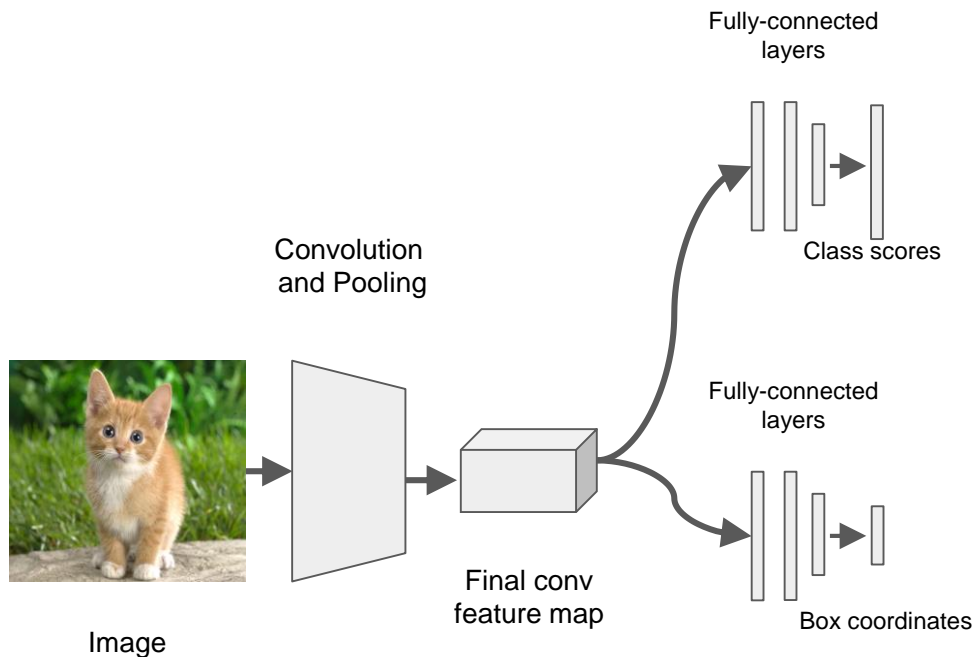 Fully-connected
layers
Class scores
Convolution
and Pooling
Fully-connected
layers
Final conv
feature map
Box coordinates
Image